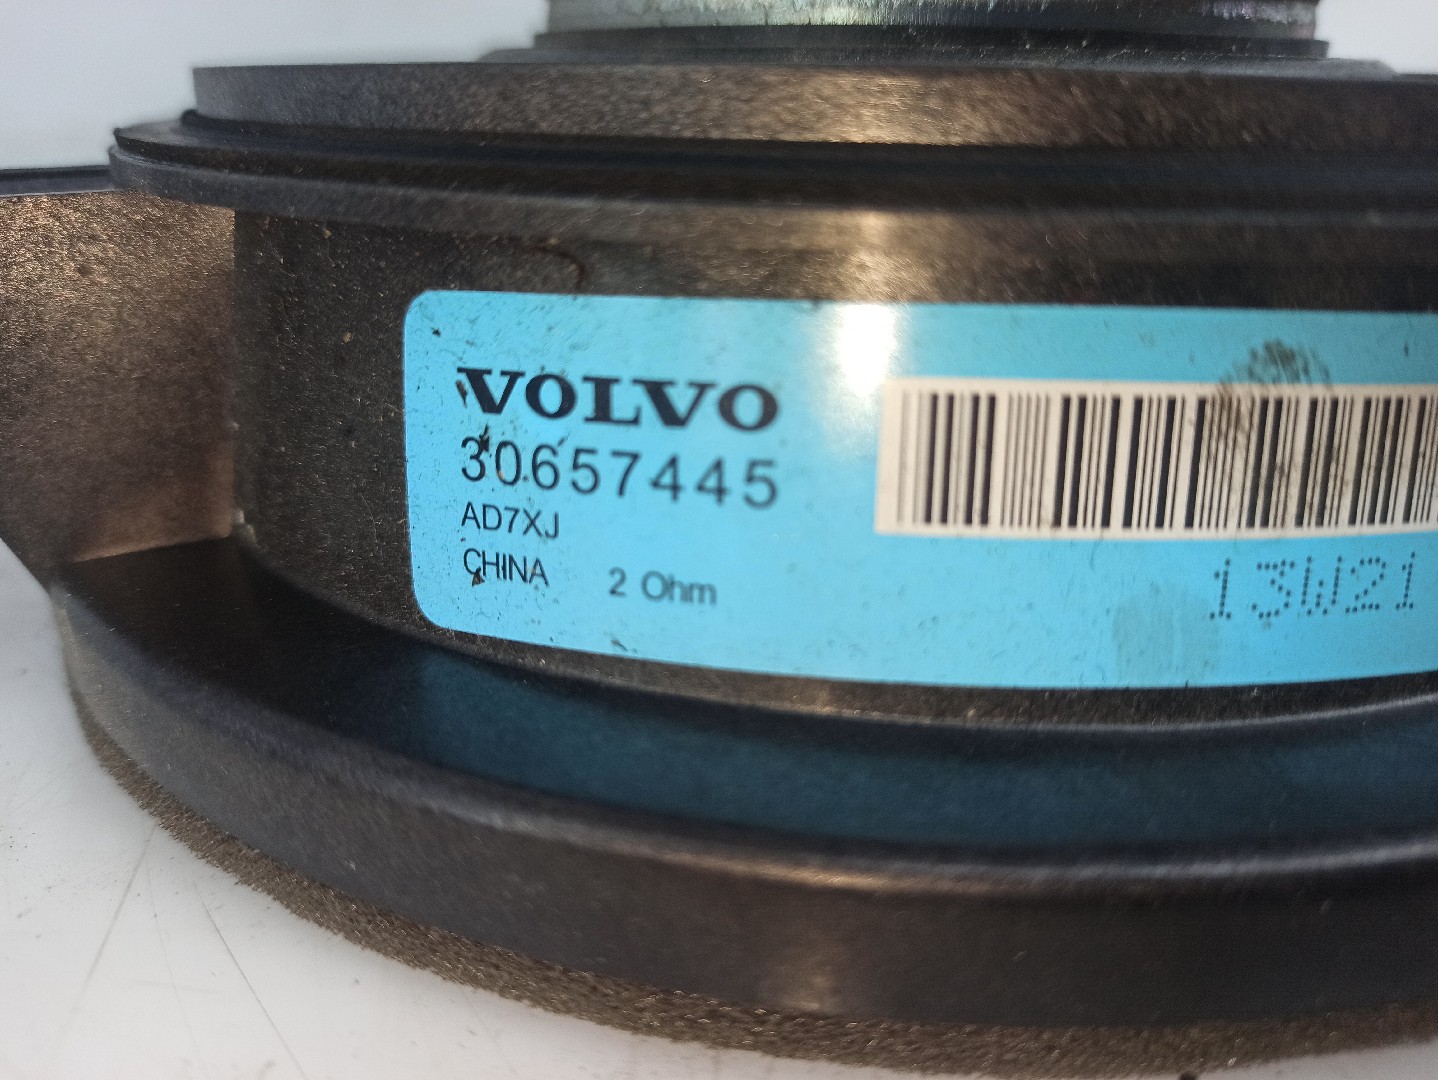 VOLVO
30657445
AD7XJ
CHINA 2 Ohm
13W21